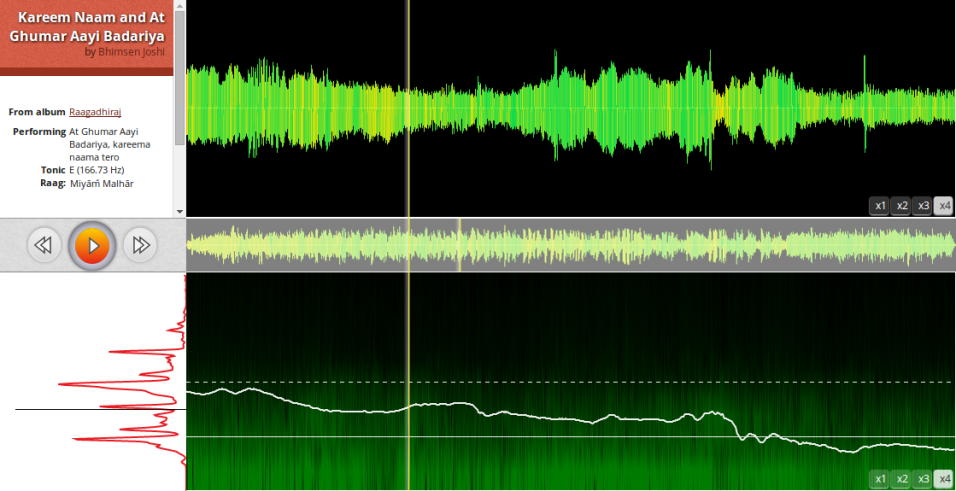 Kareem Naam and At
Ghumar Aayi Badariya
by Bhimsen Joshi
From album Raagadhiraj
Performing At Ghumar Aayi
Badariya, kareema
naama tero
Tonic E (166.73 Hz)
Raag: Miyāṁ Malhār
x1 x2 x3 x4
x1 x2 x3 x4